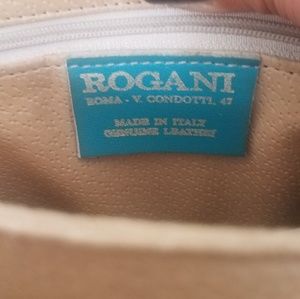 ROGANI
ROMA - V. CONDOTTI, 47
MADE IN ITALY
GENUINE LEATHER